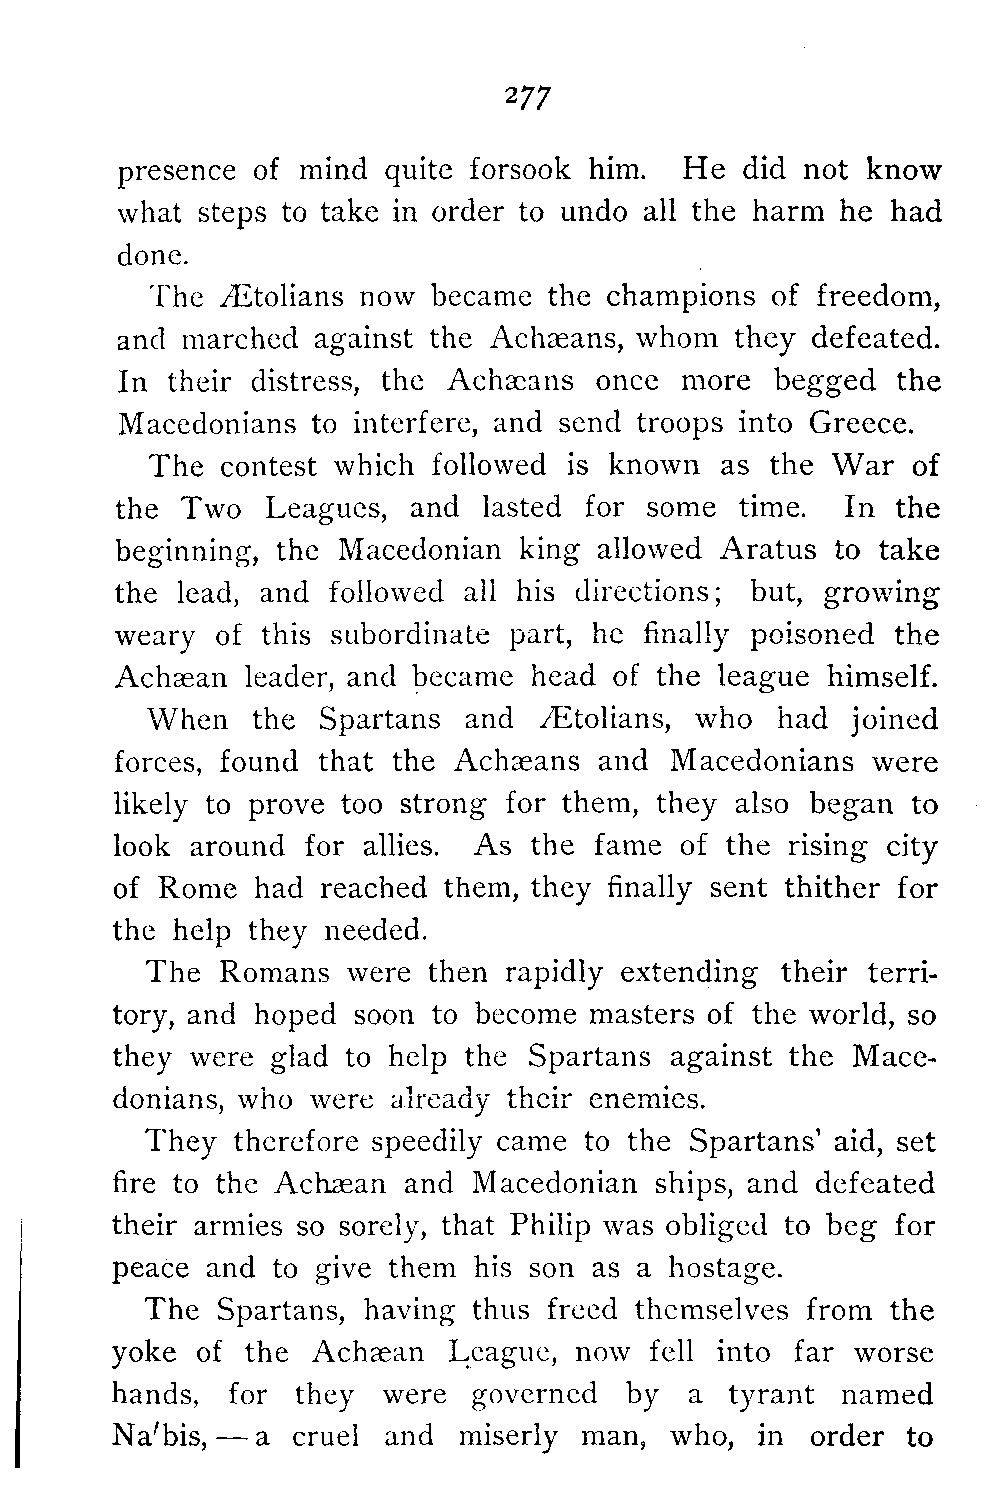 277
presence of mind quite forsook him. He did not know
what steps to take in order to undo all the harm he had
done.
The Ætolians now became the champions of freedom,
and marched against the Achæans, whom they defeated.
In their distress, the Achæans once more begged the
Macedonians to interfere, and send troops into Greece.
The contest which followed is known as the War of
the Two Leagues, and lasted for some time. In the
beginning, the Macedonian king allowed Aratus to take
the lead, and followed all his directions; but, growing
weary of this subordinate part, he finally poisoned the
Achæan leader, and became head of the league himself.
When the Spartans and Ætolians, who had joined
forces, found that the Achæans and Macedonians were
likely to prove too strong for them, they also began to
look around for allies. As the fame of the rising city
of Rome had reached them, they finally sent thither for
the help they needed.
The Romans were then rapidly extending their terri-
tory, and hoped soon to become masters of the world, so
they were glad to help the Spartans against the Mace-
donians, who were already their enemies.
They therefore speedily came to the Spartans' aid, set
fire to the Achæan and Macedonian ships, and defeated
their armies so sorely, that Philip was obliged to beg for
peace and to give them his son as a hostage.
The Spartans, having thus freed themselves from the
yoke of the Achæan League, now fell into far worse
hands, for they were governed by a tyrant named
Na′bis, — a cruel and miserly man, who, in order to